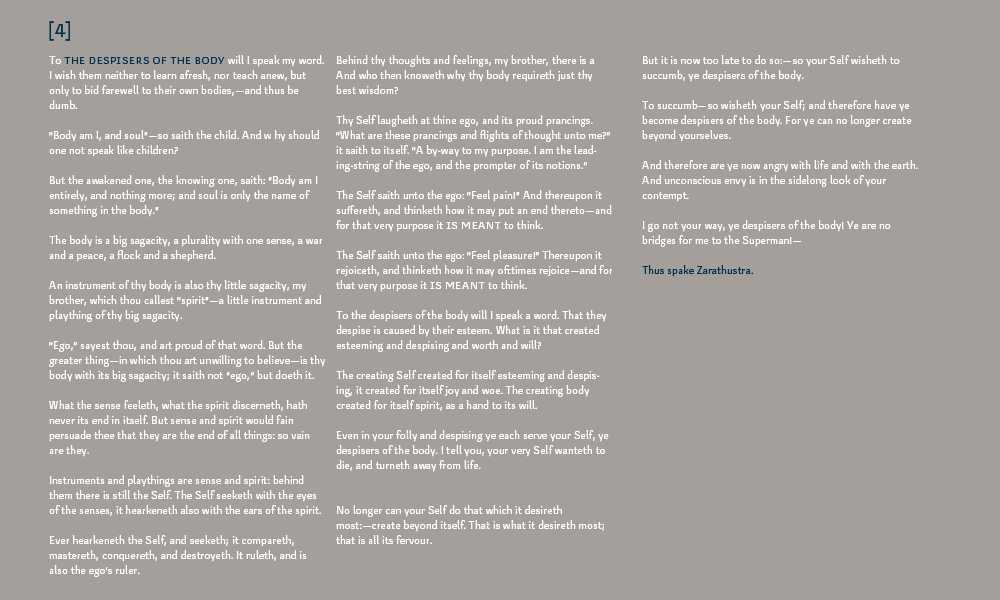 [4]
To THE DESPISERS OF THE BODY will I speak my word.
I wish them neither to learn afresh, nor teach anew, but
only to bid farewell to their own bodies,—and thus be
dumb.
"Body am I, and soul"—so saith the child. And w hy should
one not speak like children?
But the awakened one, the knowing one, saith: "Body am I
entirely, and nothing more; and soul is only the name of
something in the body."
The body is a big sagacity, a plurality with one sense, a war
and a peace, a flock and a shepherd.
An instrument of thy body is also thy little sagacity, my
brother, which thou callest "spirit"—a little instrument and
plaything of thy big sagacity.
"Ego," sayest thou, and art proud of that word. But the
greater thing—in which thou art unwilling to believe—is thy
body with its big sagacity; it saith not "ego," but doeth it.
What the sense feeleth, what the spirit discerneth, hath
never its end in itself. But sense and spirit would fain
persuade thee that they are the end of all things: so vain
are they.
Instruments and playthings are sense and spirit: behind
them there is still the Self. The Self seeketh with the eyes
of the senses, it hearkeneth also with the ears of the spirit.
Ever hearkeneth the Self, and seeketh; it compareth,
mastereth, conquereth, and destroyeth. It ruleth, and is
also the ego's ruler.
Behind thy thoughts and feelings, my brother, there is a
And who then knoweth why thy body requireth just thy
best wisdom?
Thy Self laugheth at thine ego, and its proud prancings.
"What are these prancings and flights of thought unto me?"
it saith to itself. "A by-way to my purpose. I am the lead-
ing-string of the ego, and the prompter of its notions."
The Self saith unto the ego: "Feel pain!" And thereupon it
suffereth, and thinketh how it may put an end thereto—and
for that very purpose it IS MEANT to think.
The Self saith unto the ego: "Feel pleasure!" Thereupon it
rejoiceth, and thinketh how it may ofttimes rejoice—and for
that very purpose it IS MEANT to think.
To the despisers of the body will I speak a word. That they
despise is caused by their esteem. What is it that created
esteeming and despising and worth and will?
The creating Self created for itself esteeming and despis-
ing, it created for itself joy and woe. The creating body
created for itself spirit, as a hand to its will.
Even in your folly and despising ye each serve your Self, ye
despisers of the body. I tell you, your very Self wanteth to
die, and turneth away from life.
No longer can your Self do that which it desireth
most:—create beyond itself. That is what it desireth most;
that is all its fervour.
But it is now too late to do so:—so your Self wisheth to
succumb, ye despisers of the body.
To succumb—so wisheth your Self; and therefore have ye
become despisers of the body. For ye can no longer create
beyond yourselves.
And therefore are ye now angry with life and with the earth.
And unconscious envy is in the sidelong look of your
contempt.
I go not your way, ye despisers of the body! Ye are no
bridges for me to the Superman!—
Thus spake Zarathustra.